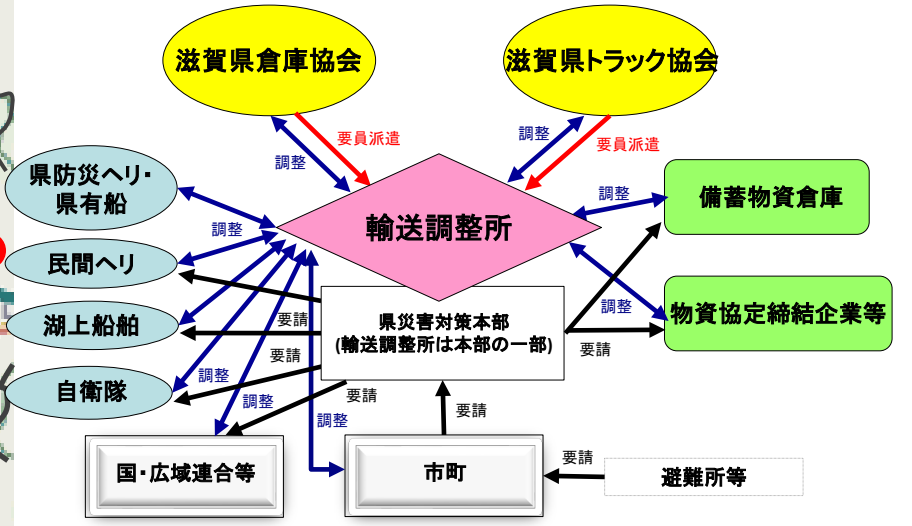 滋賀県倉庫協会
滋賀県トラック協会
要員派遣
調整
調整
要員派遣
県防災ヘリ・
県有船
調整
備蓄物資倉庫
調整
輸送調整所
民間ヘリ
湖上船舶
要請
県災害対策本部
(輸送調整所は本部の一部)
調整
物資協定締結企業等
要請
要請
自衛隊
調整
調整
要請
調整
要請
国・広域連合等
市町
要請
避難所等